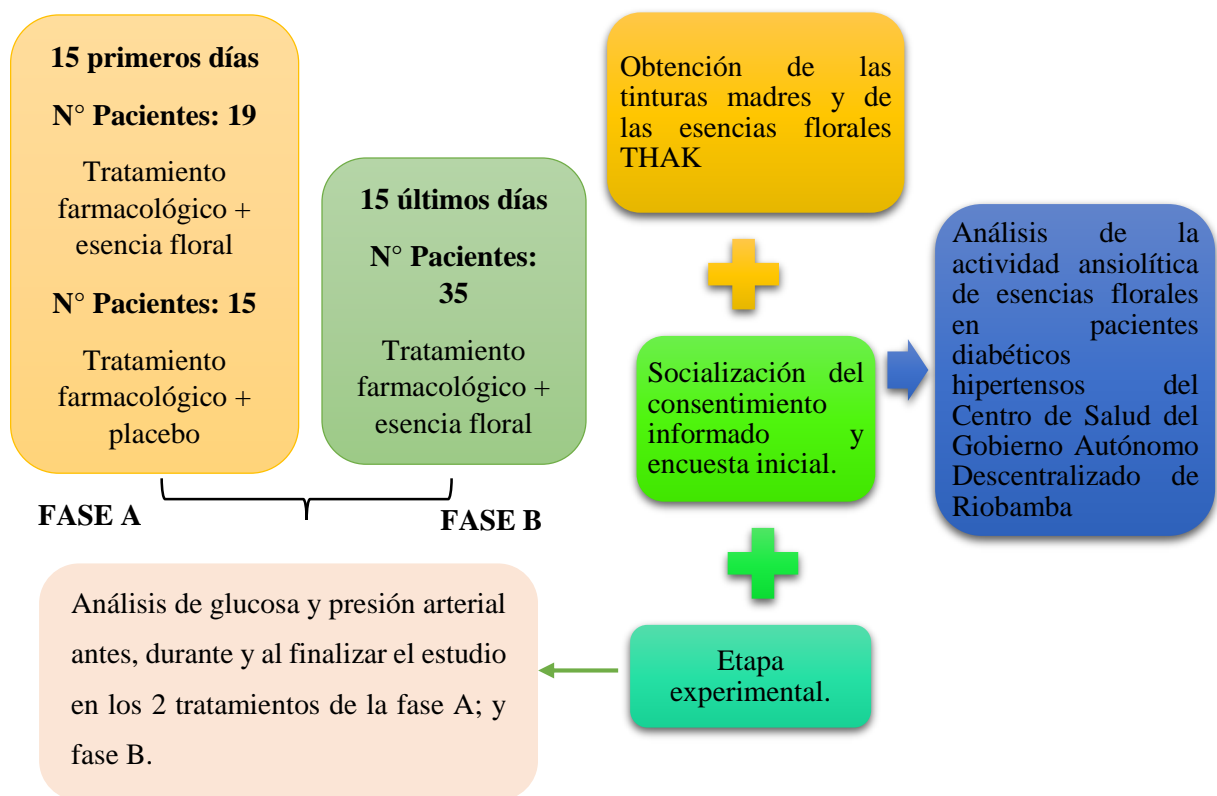 15 primeros días
N° Pacientes: 19
Tratamiento
farmacológico +
esencia floral
N° Pacientes: 15
Tratamiento
farmacológico +
placebo
FASE A
15 últimos días
N° Pacientes:
35
Tratamiento
farmacológico +
esencia floral
FASE B
Obtención de las
tinturas madres y de
las esencias florales
THAK
Socialización del
consentimiento
informado y
encuesta inicial.
Etapa
experimental.
Análisis de la
actividad ansiolítica
de esencias florales
en pacientes
diabéticos
hipertensos del
Centro de Salud del
Gobierno Autónomo
Descentralizado de
Riobamba
Análisis de glucosa y presión arterial
antes, durante y al finalizar el estudio
en los 2 tratamientos de la fase A; y
fase B.